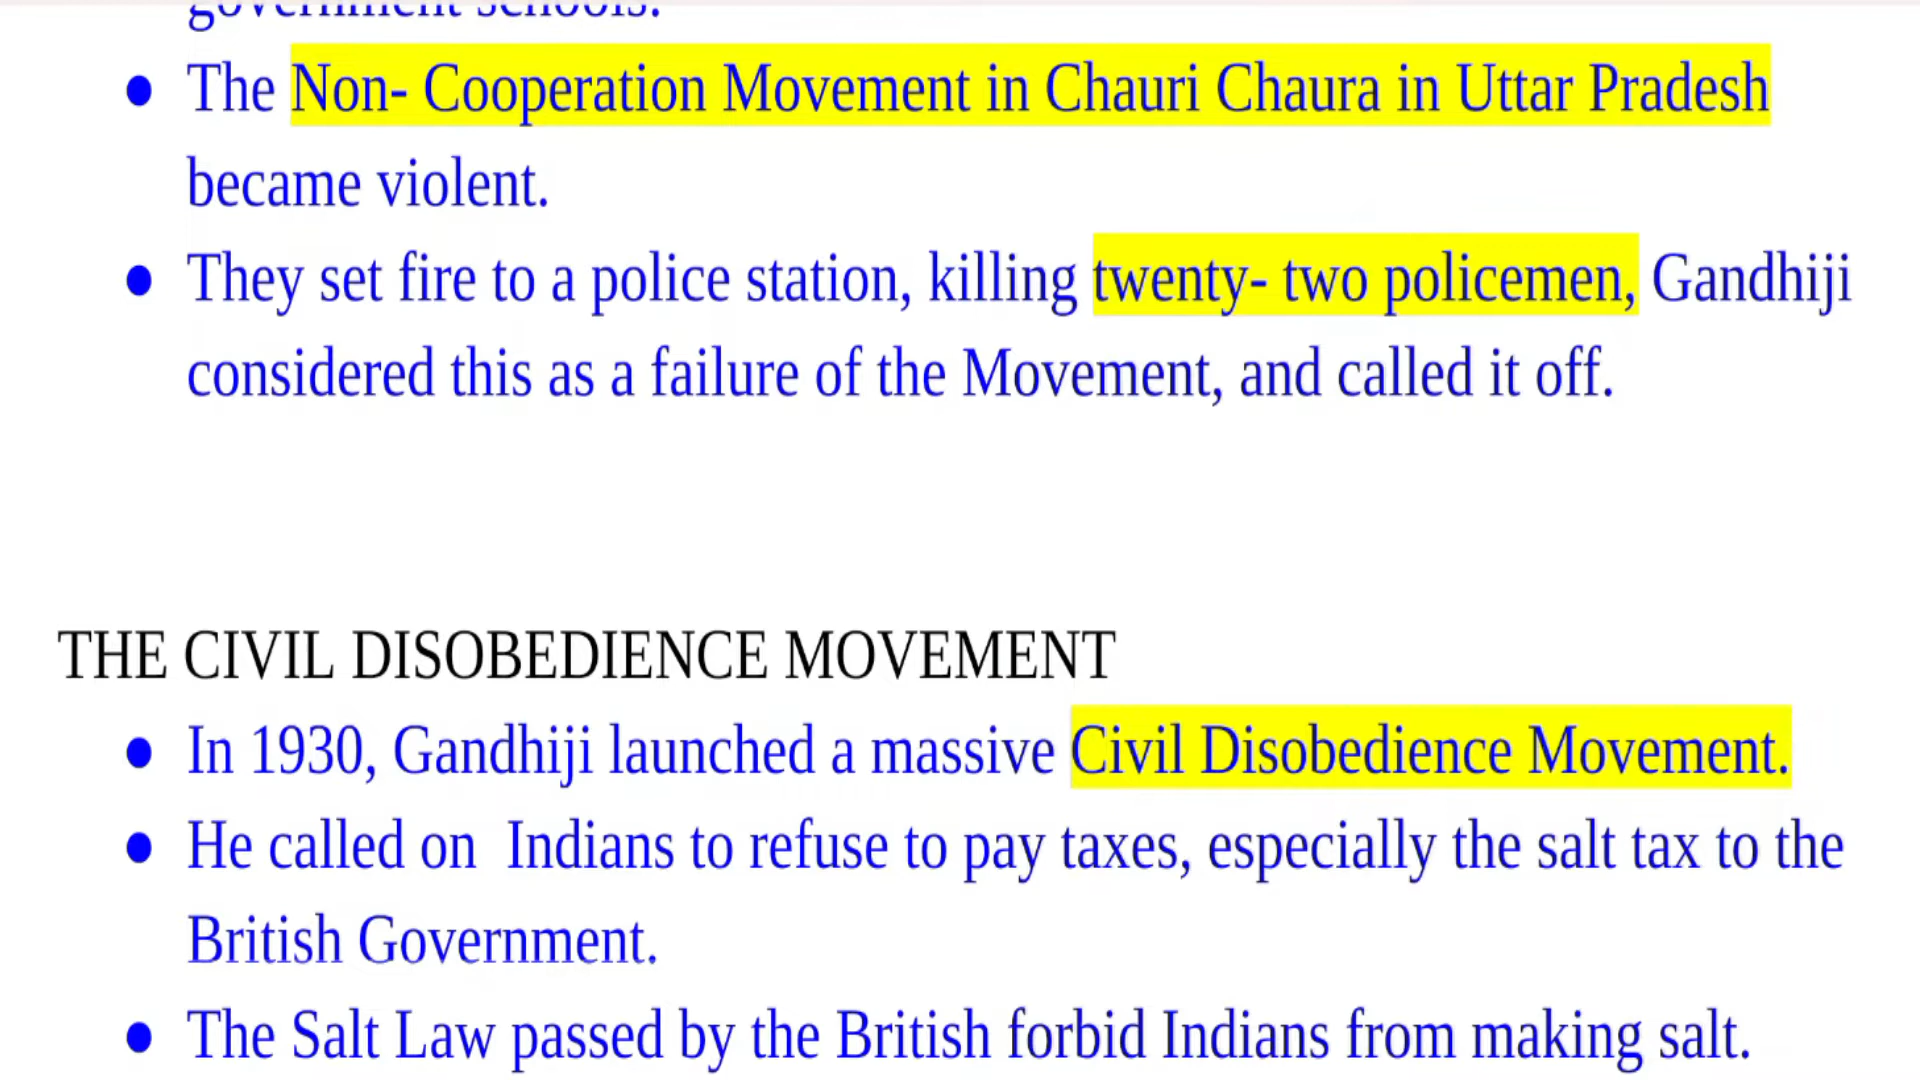 government schools.
● The Non- Cooperation Movement in Chauri Chaura in Uttar Pradesh
became violent.
● They set fire to a police station, killing twenty- two policemen, Gandhiji
considered this as a failure of the Movement, and called it off.
THE CIVIL DISOBEDIENCE MOVEMENT
● In 1930, Gandhiji launched a massive Civil Disobedience Movement.
● He called on  Indians to refuse to pay taxes, especially the salt tax to the
British Government.
● The Salt Law passed by the British forbid Indians from making salt.